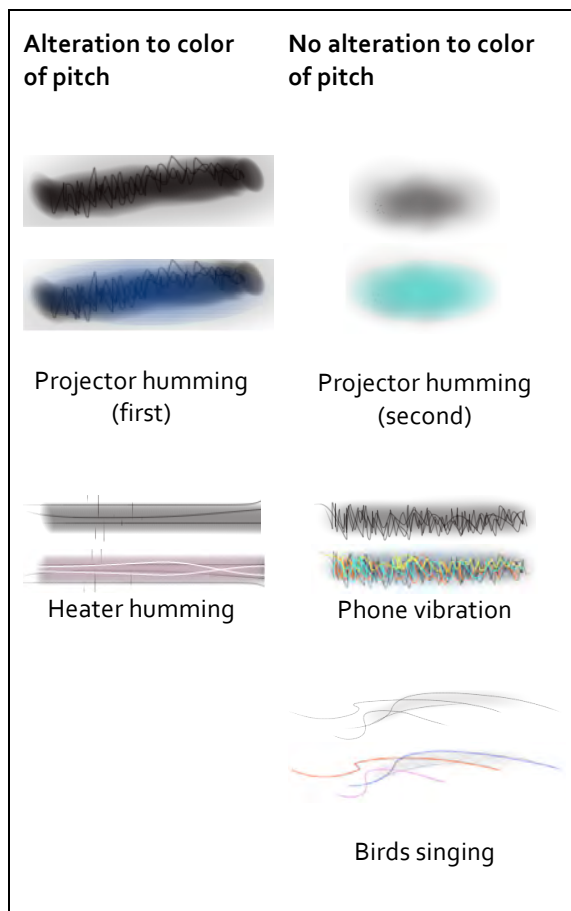 Alteration to color
of pitch
No alteration to color
of pitch
Projector humming
(first)
Projector humming
(second)
Heater humming
Phone vibration
Birds singing